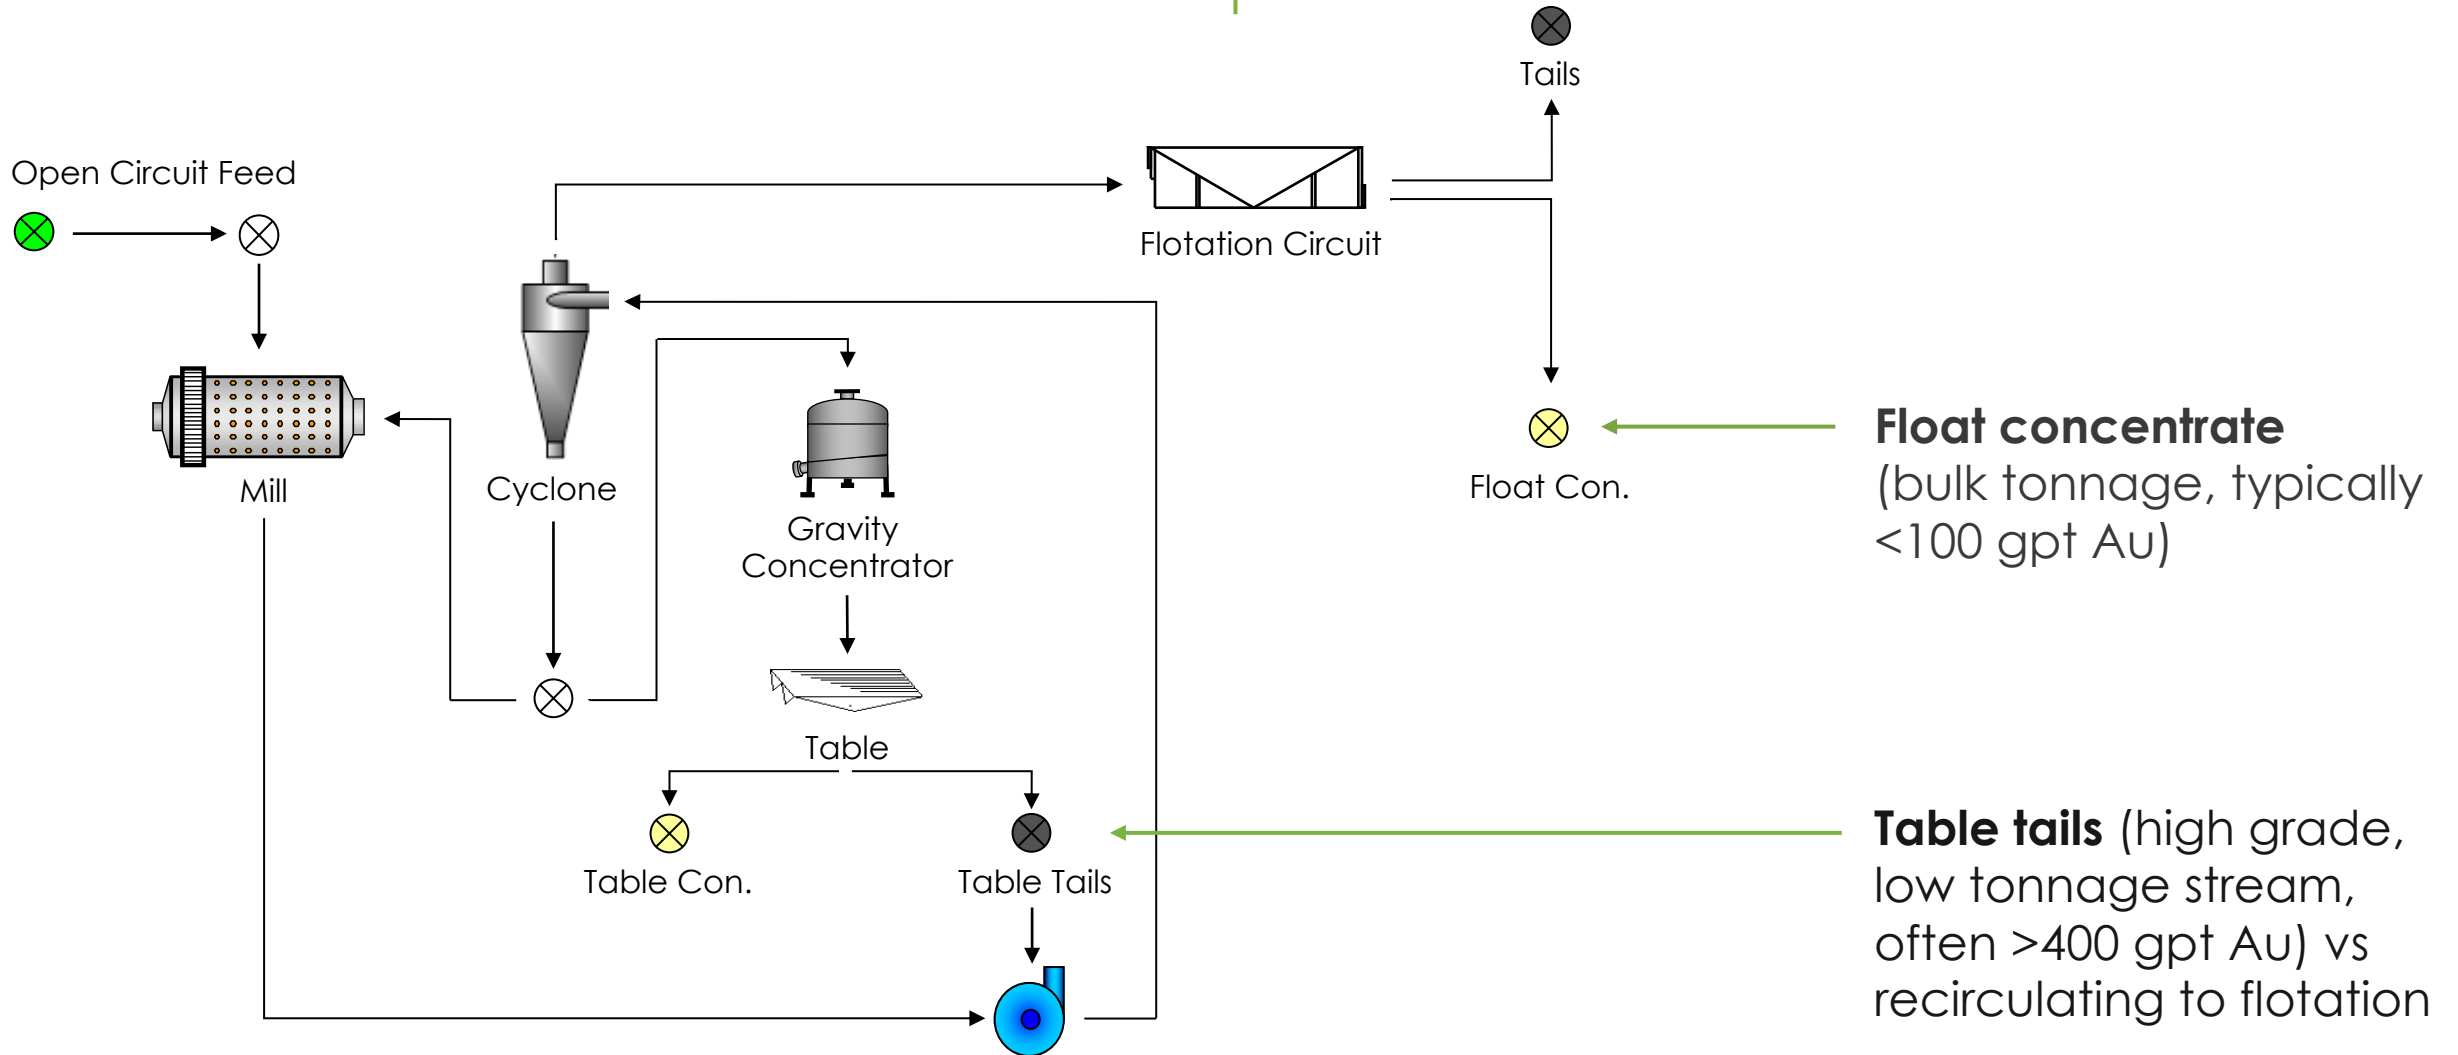 Tails
Open Circuit Feed
Flotation Circuit
Mill
Cyclone
Gravity
Concentrator
Float Con.
Float concentrate
(bulk tonnage, typically
<100 gpt Au)
Table
Table Con.
Table Tails
Table tails (high grade,
low tonnage stream,
often >400 gpt Au) vs
recirculating to flotation